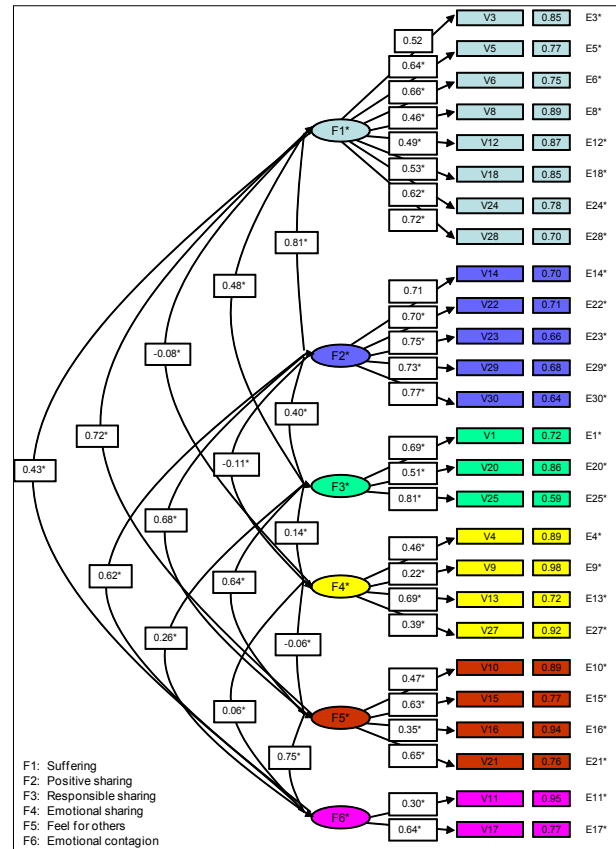 V3 0.85 E3*
0.52
V5 0.77 E5*
0.64*
V6 0.75 E6*
0.66*
V8 0.89 E8*
0.46*
F1*
V12 0.87 E12*
0.49*
V18 0.85 E18*
0.53*
V24 0.78 E24*
0.62*
V28 0.70 E28*
0.72*
0.81*
V14 0.70 E14*
0.48*
0.71
V22 0.71 E22*
0.70*
V23 0.66 E23*
0.75*
-0.08*
F2*
V29 0.68 E29*
0.73*
V30 0.64 E30*
0.77*
0.40*
V1 0.72 E1*
0.72*
0.69*
0.43*
-0.11*
V20 0.86 E20*
0.51*
F3*
V25 0.59 E25*
0.81*
0.68*
0.14*
V4 0.89 E4*
0.46*
V9 0.98 E9*
0.62*
0.22*
0.64*
F4*
V13 0.72 E13*
0.69*
V27 0.92 E27*
0.39*
0.26*
-0.06*
V10 0.89 E10*
0.47*
V15 0.77 E15*
0.63*
0.06*
F5*
V16 0.94 E16*
0.35*
V21 0.76 E21*
0.65*
0.75*
F1: Suffering
F2: Positive sharing
V11 0.95 E11*
F3: Responsible sharing
0.30*
F4: Emotional sharing
F6*
V17 0.77 E17*
0.64*
F5: Feel for others
F6: Emotional contagion